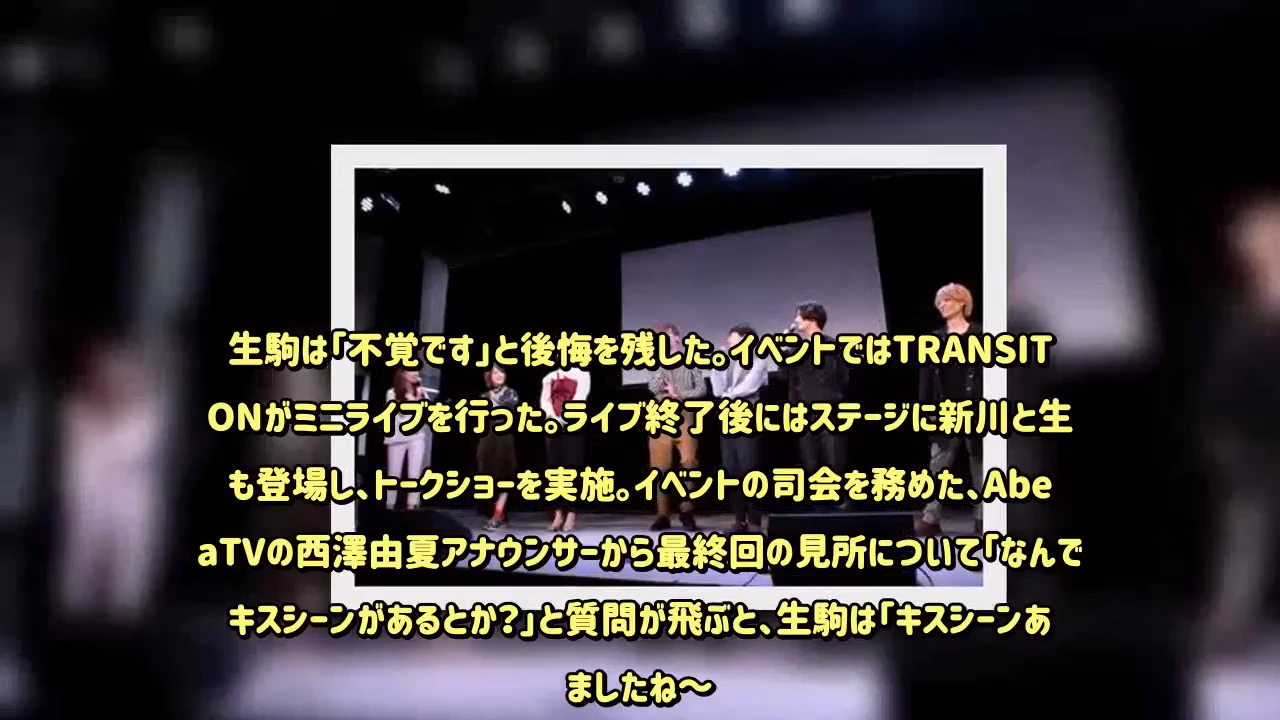 生駒は「不覚です」と後悔を残した。イベントではTRANSIT
ONがミニライブを行った。ライブ終了後にはステージに新川と生
も登場し、トークショーを実施。イベントの司会を務めた、Abe
aTVの西澤由夏アナウンサーから最終回の見所について「なんで
キスシーンがあるとか?」と質問が飛ぶと、生駒は「キスシーンあ
ましたね〜